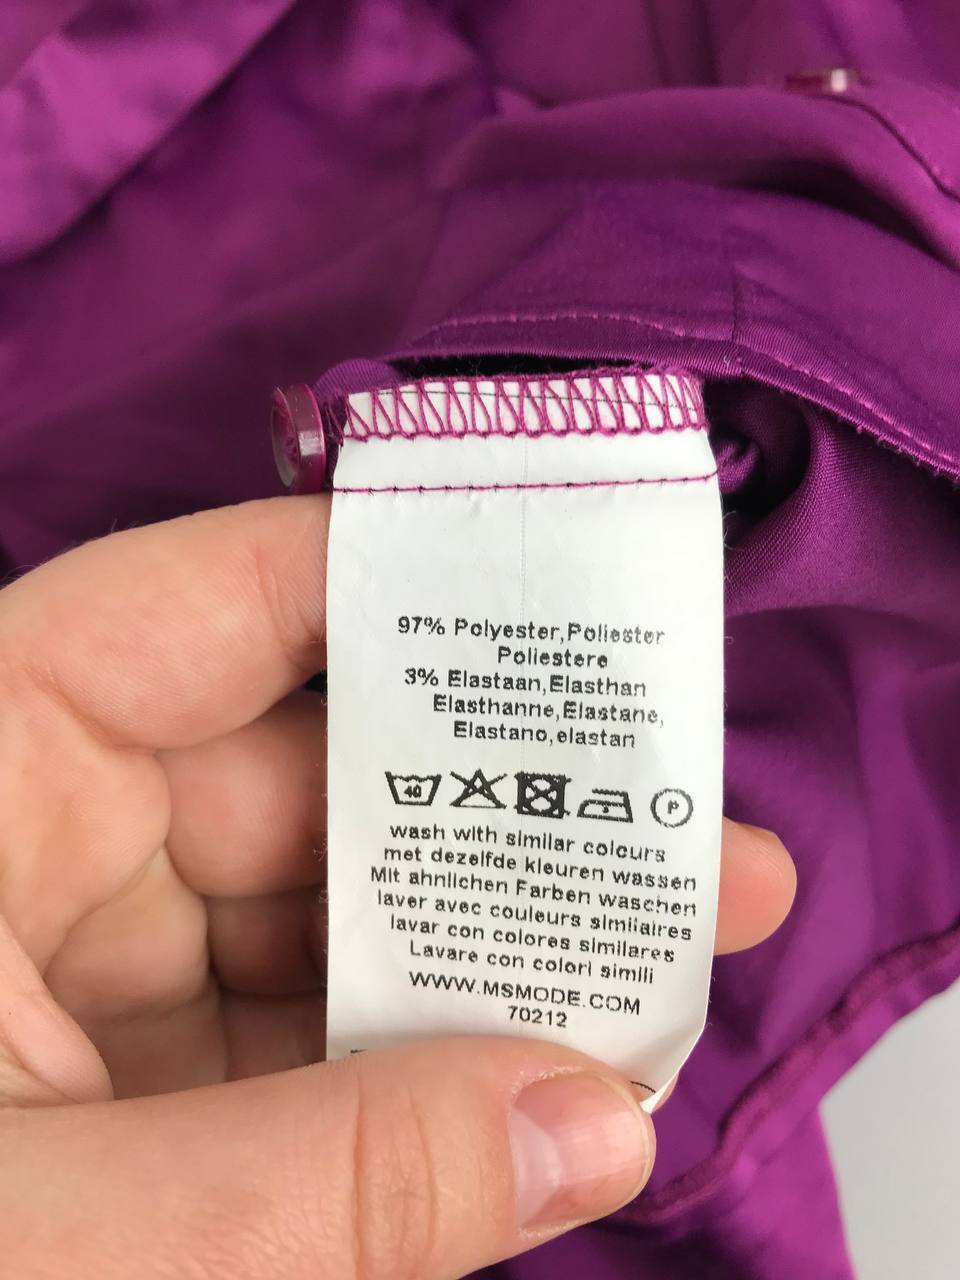 97% Polyester,Poliester
Poliestere
3% Elastaan,Elasthan
Elasthanne,Elastane,
Elastano,elastan
40 P
wash with similar colours
met dezelfde kleuren wassen
Mit ahnlichen Farben waschen
laver avec couleurs similaires
lavar con colores similares
Lavare con colori simili
WWW.MSMODE.COM
70212